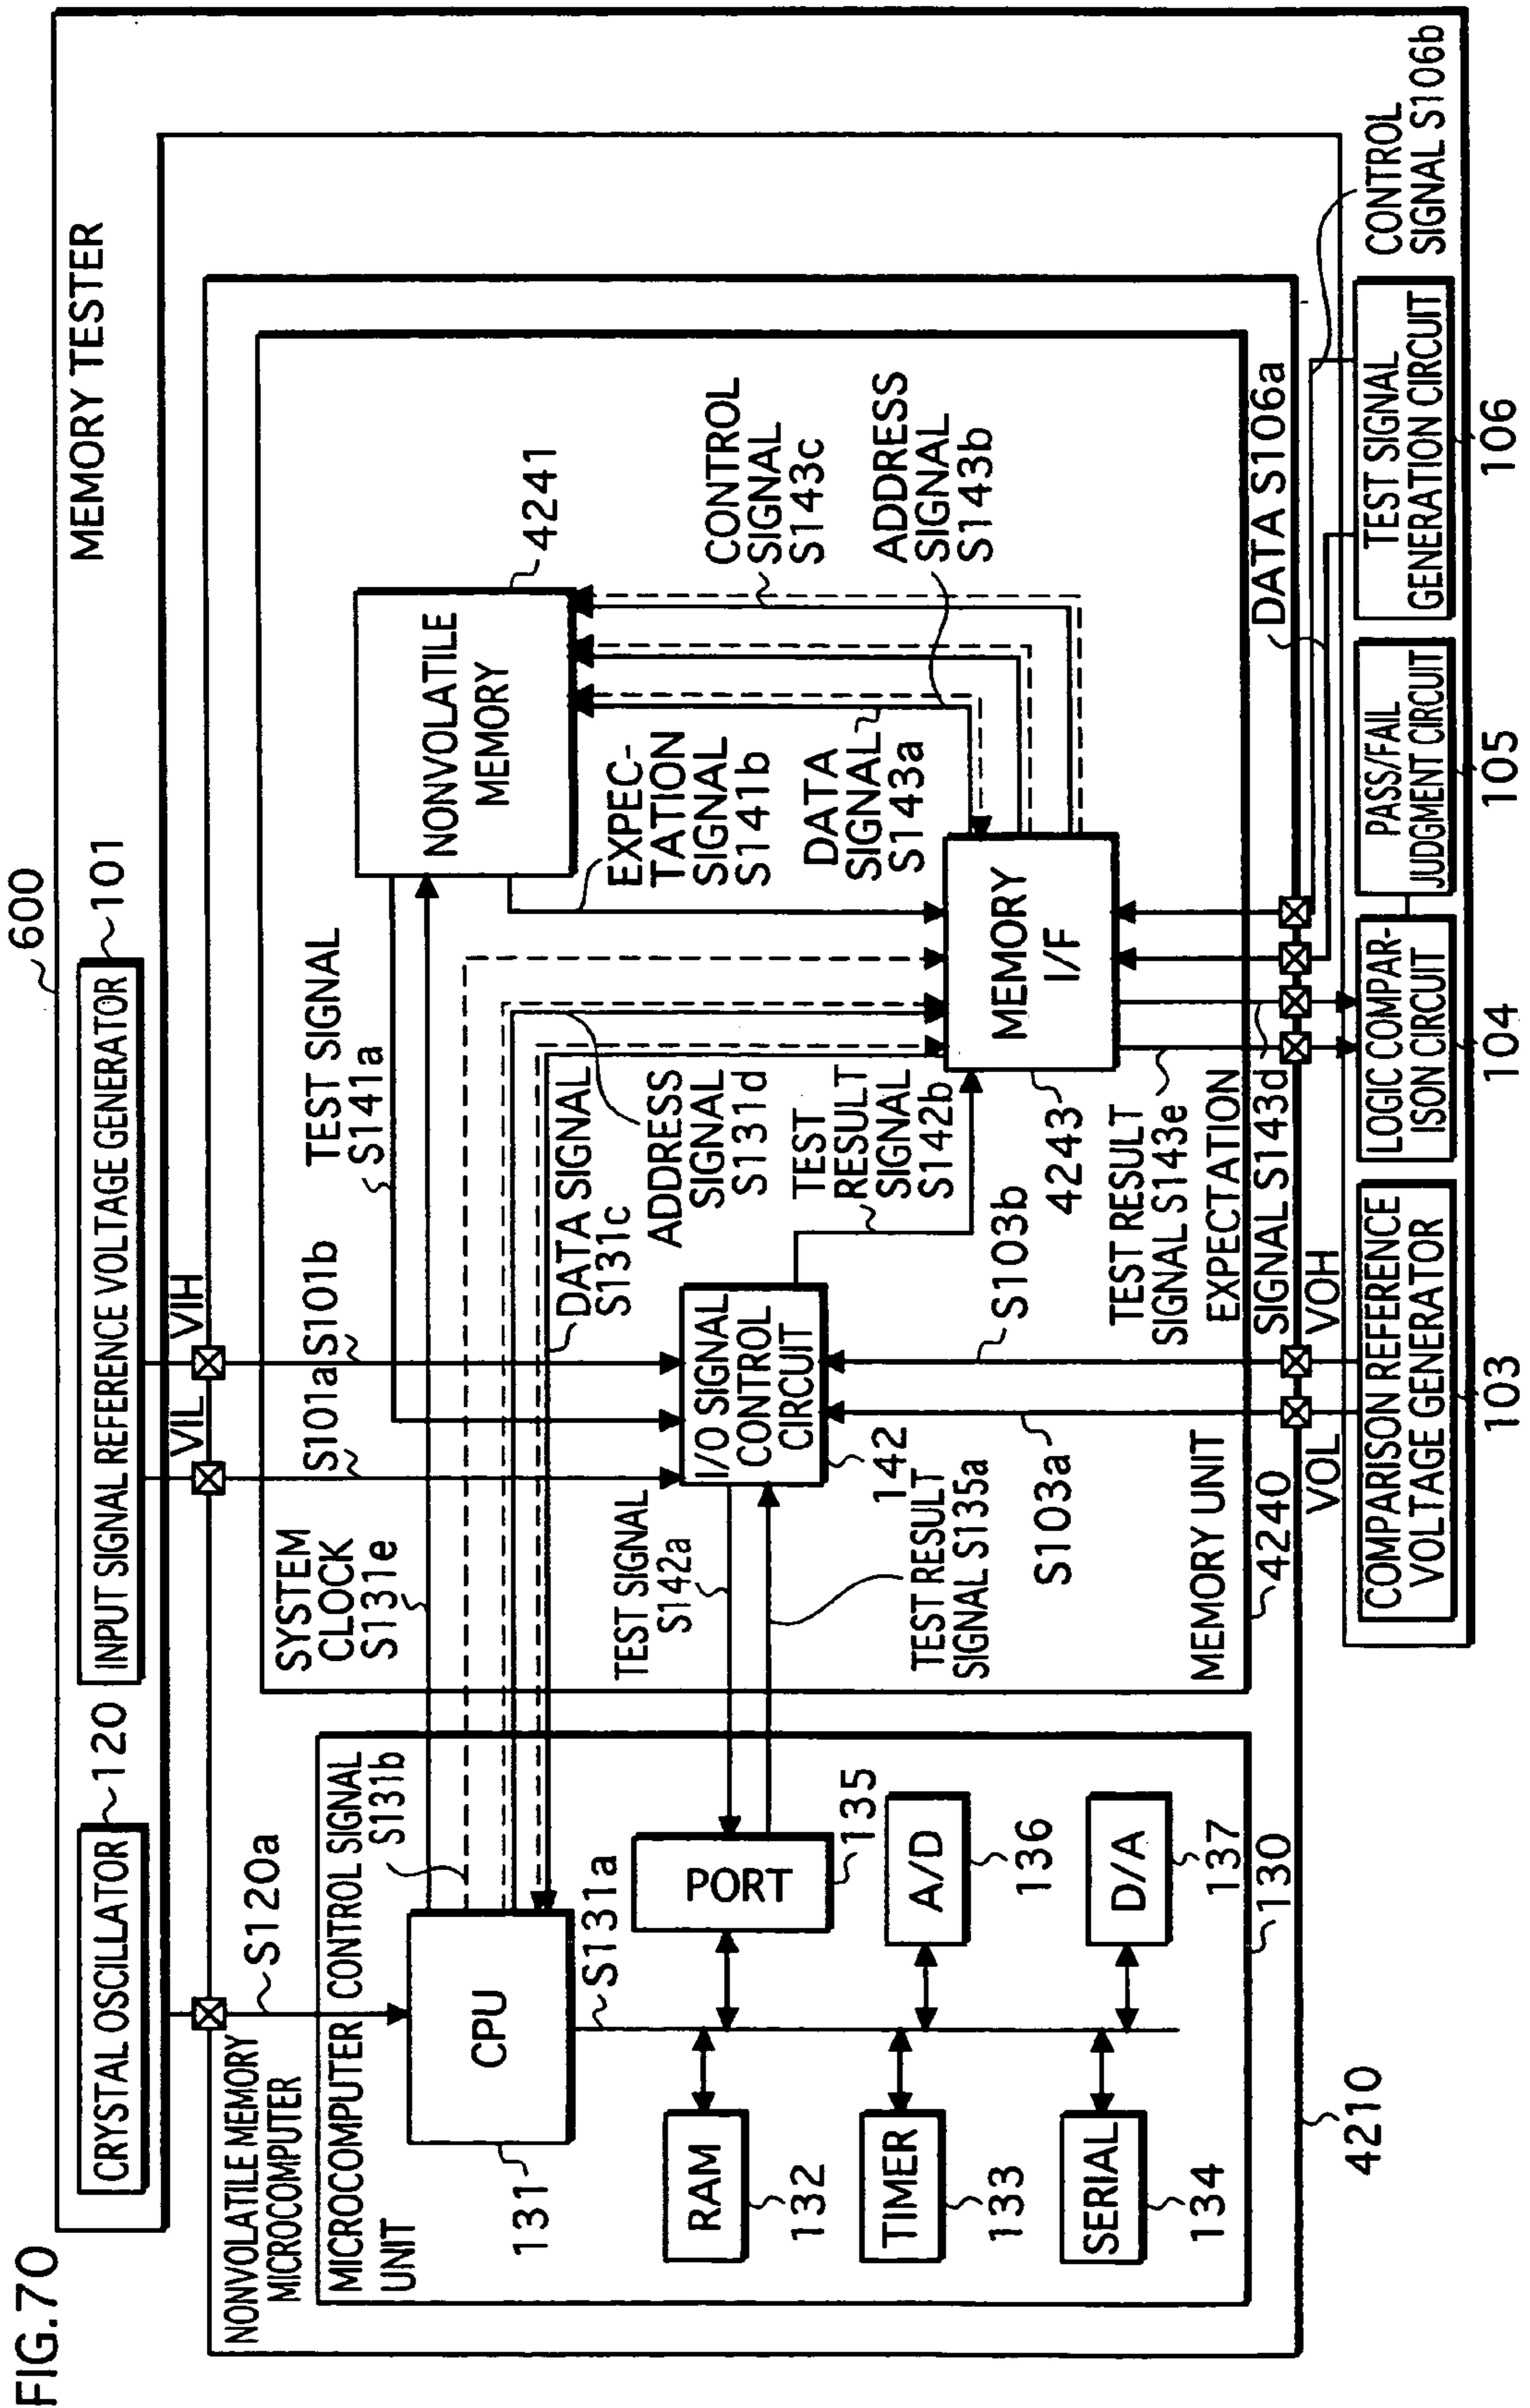 FIG.70
600
MEMORY TESTER
CRYSTAL OSCILLATOR
120
INPUT SIGNAL REFERENCE VOLTAGE GENERATOR
101
VIL
VIH
S120a
S101a
S101b
NONVOLATILE MEMORY
MICROCOMPUTER
MICROCOMPUTER
UNIT
CONTROL SIGNAL
S131b
SYSTEM
CLOCK
S131e
TEST SIGNAL
S141a
NONVOLATILE
MEMORY
4241
CPU
131
S131a
DATA SIGNAL
S131c
ADDRESS
SIGNAL
S131d
EXPEC-
TATION
SIGNAL
S141b
CONTROL
SIGNAL
S143c
DATA
SIGNAL
S143a
ADDRESS
SIGNAL
S143b
TEST SIGNAL
S142a
I/O SIGNAL
CONTROL
CIRCUIT
142
TEST
RESULT
SIGNAL
S142b
RAM
132
PORT
135
TIMER
133
A/D
136
SERIAL
134
D/A
137
130
TEST RESULT
SIGNAL S135a
S103a
S103b
MEMORY
I/F
4243
TEST RESULT
SIGNAL S143e
EXPECTATION
SIGNAL S143d
MEMORY UNIT
4240
4210
VOL
VOH
DATA S106a
CONTROL
SIGNAL S106b
COMPARISON REFERENCE
VOLTAGE GENERATOR
103
LOGIC COMPAR-
ISON CIRCUIT
104
PASS/FAIL
JUDGMENT CIRCUIT
105
TEST SIGNAL
GENERATION CIRCUIT
106